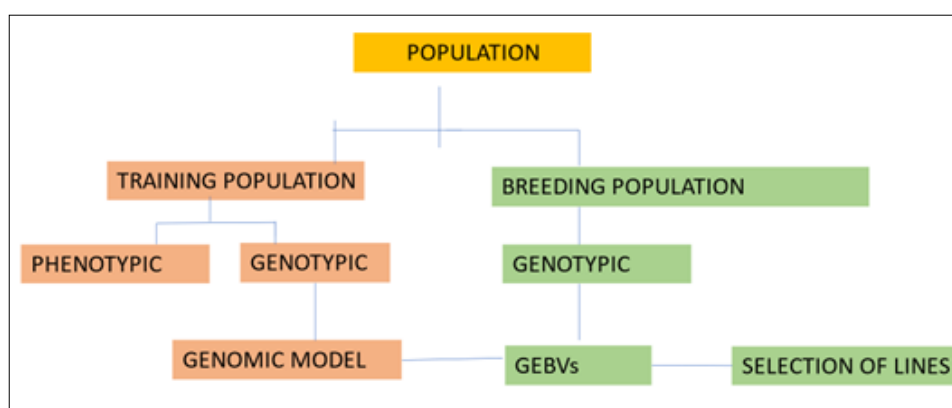 POPULATION
TRAINING POPULATION
BREEDING POPULATION
PHENOTYPIC
GENOTYPIC
GENOTYPIC
GENOMIC MODEL
GEBVs
SELECTION OF LINES